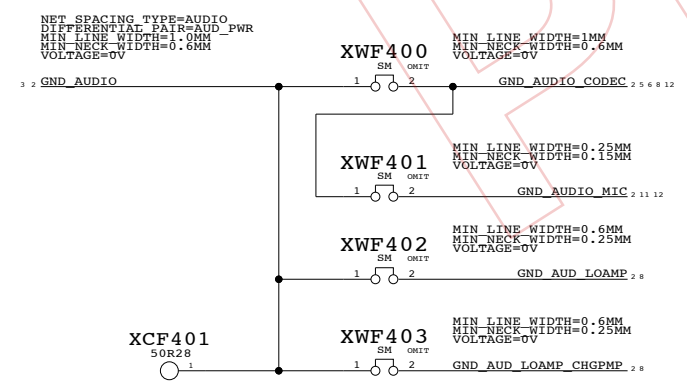 NET_SPACING_TYPE=AUDIO
DIFFERENTIAL_PAIR=AUD_PWR
MIN_LINE_WIDTH=1.0MM
MIN_NECK_WIDTH=0.6MM
VOLTAGE=0V
3 2 GND_AUDIO
XWF400
SM OMIT
1 2
MIN_LINE_WIDTH=1MM
MIN_NECK_WIDTH=0.6MM
VOLTAGE=0V
GND_AUDIO_CODEC 2 5 6 8 12
XWF401
SM OMIT
1 2
MIN_LINE_WIDTH=0.25MM
MIN_NECK_WIDTH=0.15MM
VOLTAGE=0V
GND_AUDIO_MIC 2 11 12
XWF402
SM OMIT
1 2
MIN_LINE_WIDTH=0.6MM
MIN_NECK_WIDTH=0.25MM
VOLTAGE=0V
GND_AUD_LOAMP 2 8
XCF401
50R28
1
XWF403
SM OMIT
1 2
MIN_LINE_WIDTH=0.6MM
MIN_NECK_WIDTH=0.25MM
VOLTAGE=0V
GND_AUD_LOAMP_CHGPMP 2 8